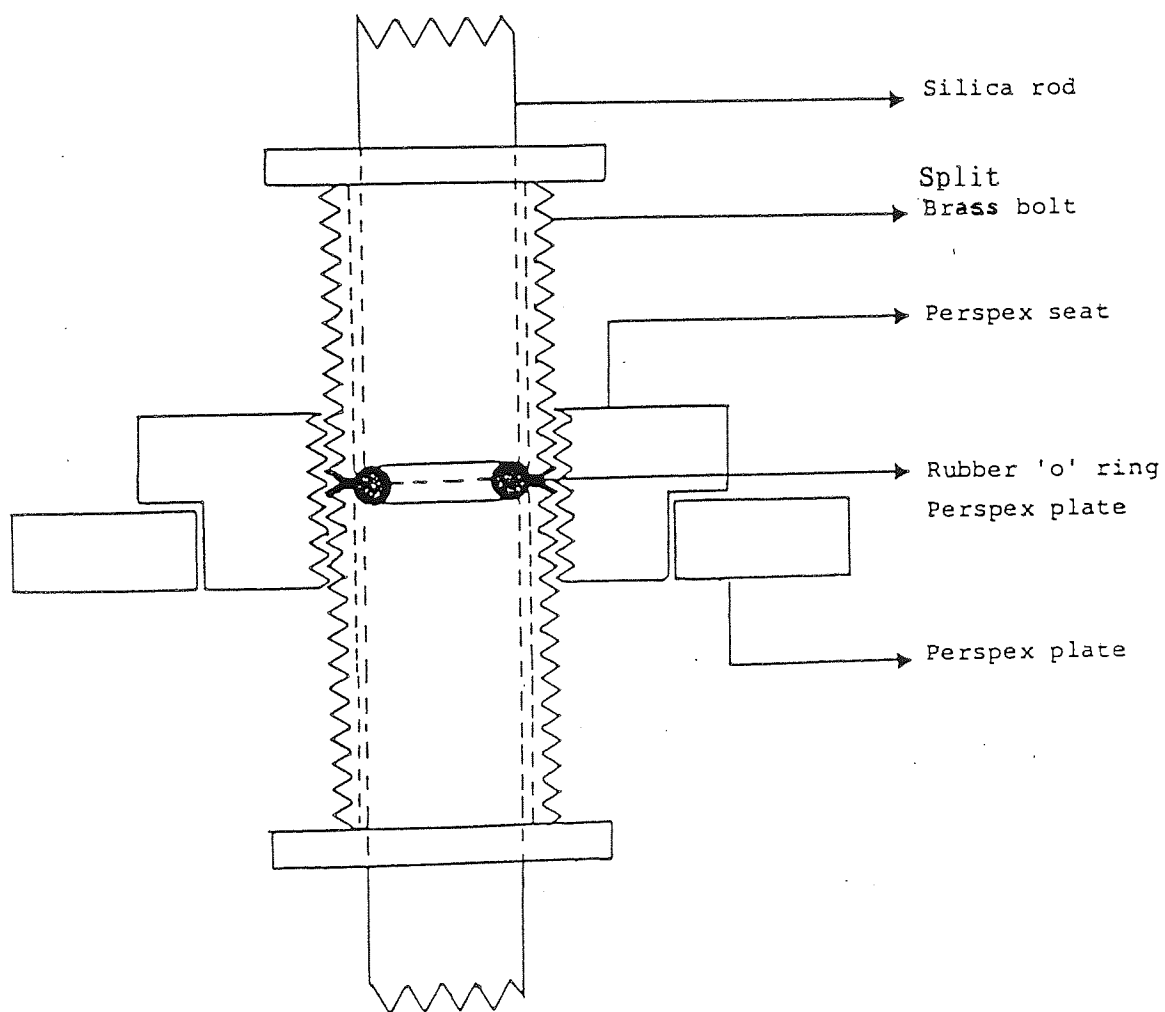 Silica rod
Split
Brass bolt
Perspex seat
Rubber 'o' ring
Perspex plate
Perspex plate